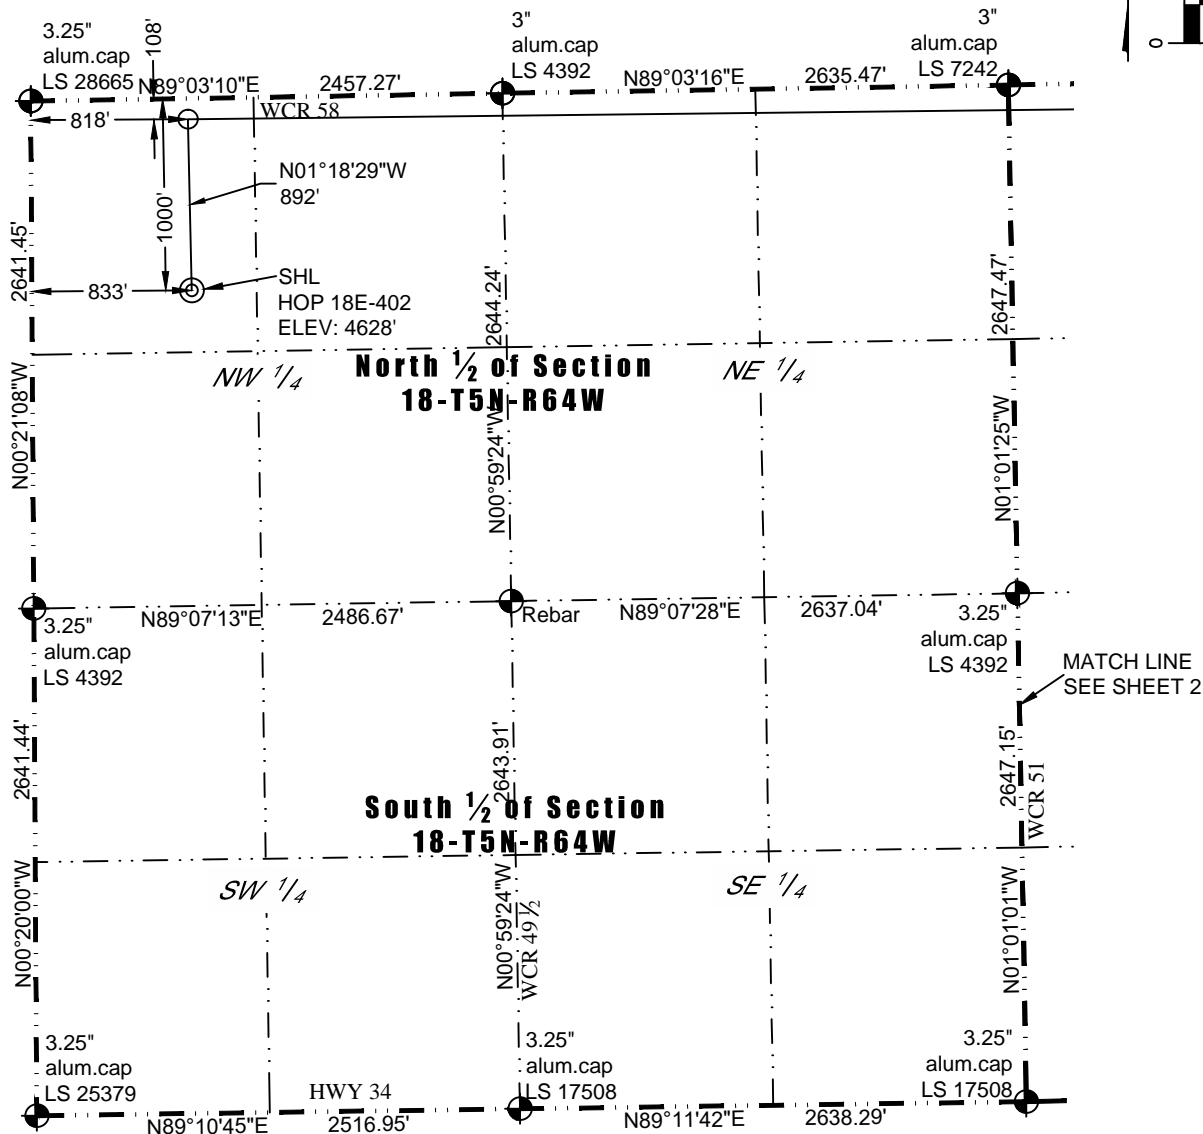 3.25"
alum.cap
LS 28665
108'
3"
alum.cap
LS 4392
3"
alum.cap
LS 7242
0
N89°03'10"E
2457.27'
N89°03'16"E
2635.47'
WCR 58
818'
N01°18'29"W
892'
1000'
833'
SHL
HOP 18E-402
ELEV: 4628'
2641.45'
2644.24'
2647.47'
North ½ of Section
18-T5N-R64W
NW 1/4
NE 1/4
N00°21'08"W
N00°59'24"W
N01°01'25"W
N89°07'13"E
2486.67'
Rebar
N89°07'28"E
2637.04'
3.25"
alum.cap
LS 4392
3.25"
alum.cap
LS 4392
MATCH LINE
SEE SHEET 2
2641.44'
2643.91'
2647.15'
WCR 51
South ½ of Section
18-T5N-R64W
SW 1/4
SE 1/4
N00°20'00"W
N00°59'24"W
WCR 49½
N01°01'01"W
3.25"
alum.cap
LS 25379
3.25"
alum.cap
LS 17508
3.25"
alum.cap
LS 17508
HWY 34
N89°10'45"E
2516.95'
N89°11'42"E
2638.29'